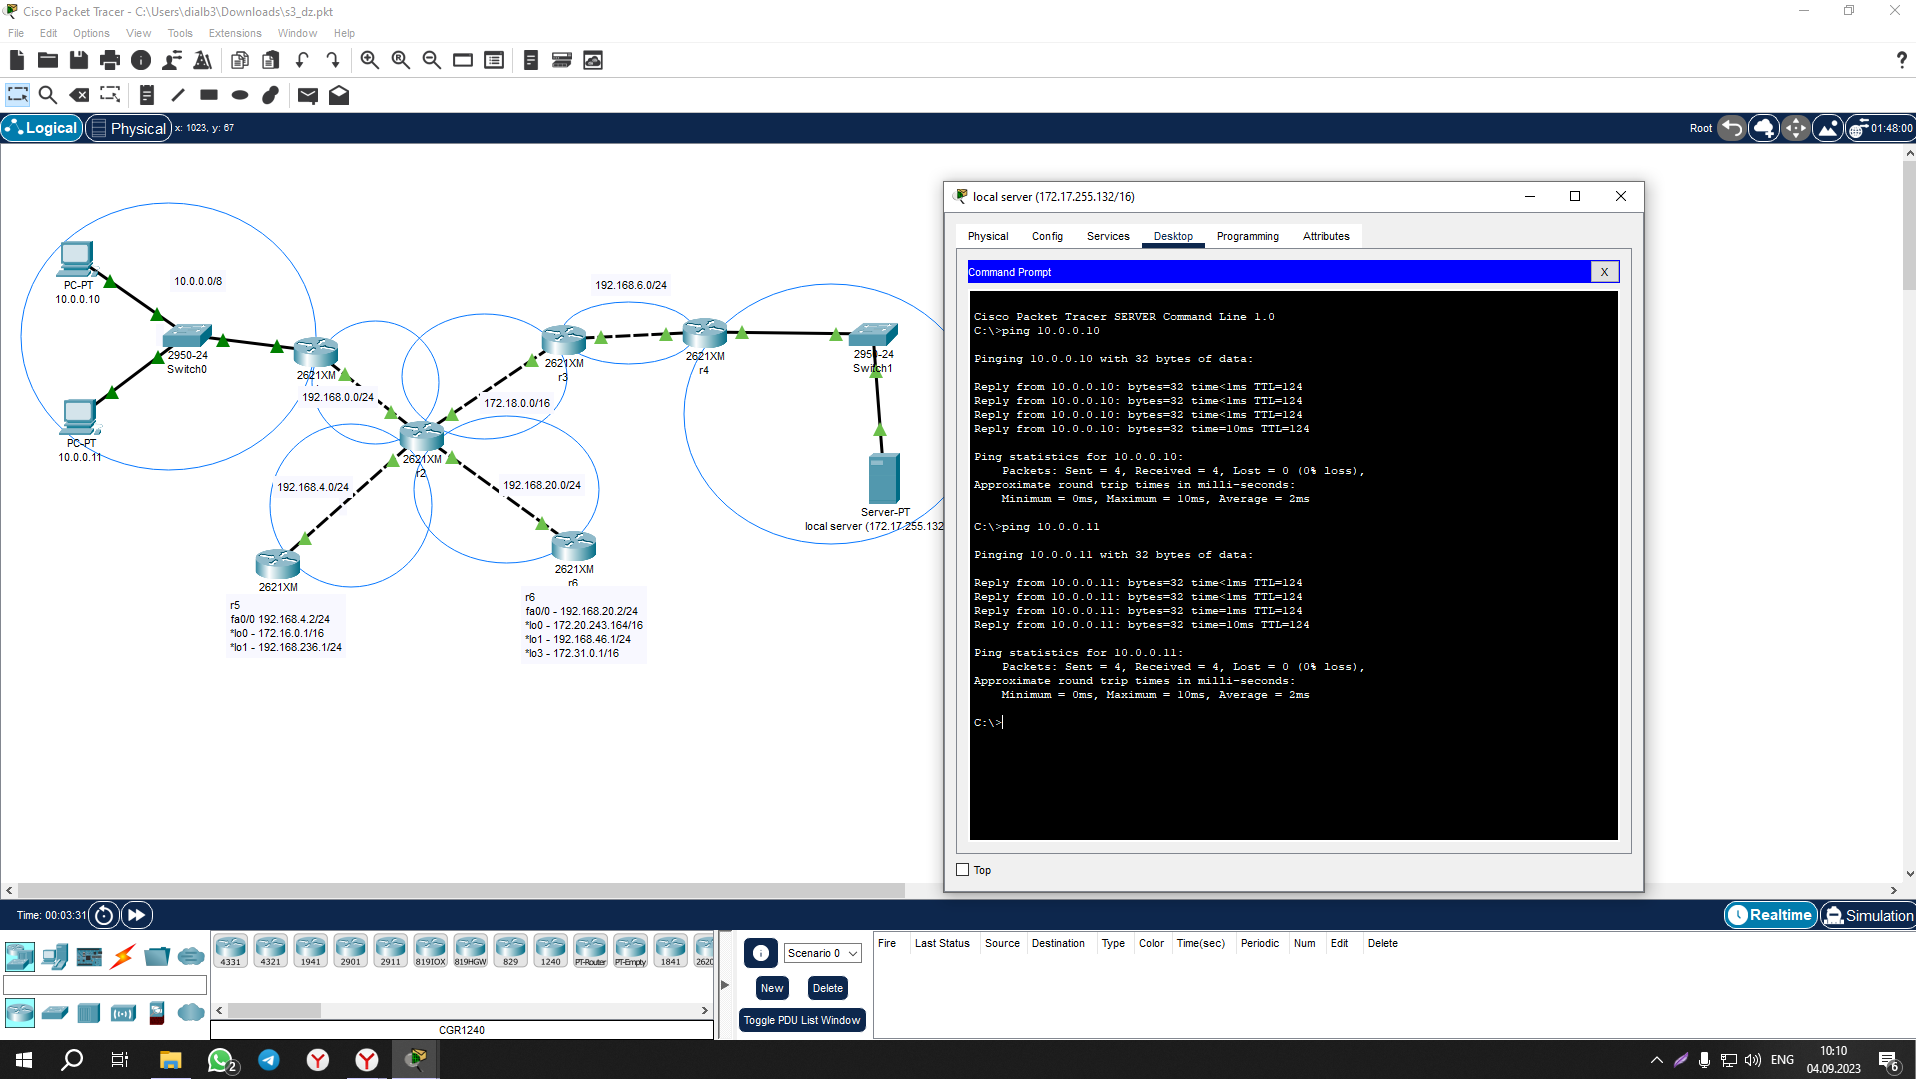 Cisco Packet Tracer - C:\Users\dialb3\Downloads\s3_dz.pkt
File Edit Options View Tools Extensions Window Help
Logical Physical x: 1023, y: 67
Root 01:48:00
10.0.0.0/8
PC-PT
10.0.0.10
2950-24
Switch0
PC-PT
10.0.0.11
2621XM
192.168.0.0/24
192.168.6.0/24
2621XM
r3
2621XM
r4
172.18.0.0/16
2621XM
r2
192.168.4.0/24
192.168.20.0/24
2621XM
r5
fa0/0 192.168.4.2/24
*lo0 - 172.16.0.1/16
*lo1 - 192.168.236.1/24
2621XM
r6
r6
fa0/0 - 192.168.20.2/24
*lo0 - 172.20.243.164/16
*lo1 - 192.168.46.1/24
*lo3 - 172.31.0.1/16
2950-24
Switch1
Server-PT
local server (172.17.255.132
local server (172.17.255.132/16)
Physical Config Services Desktop Programming Attributes
Command Prompt X
Cisco Packet Tracer SERVER Command Line 1.0
C:\>ping 10.0.0.10
Pinging 10.0.0.10 with 32 bytes of data:
Reply from 10.0.0.10: bytes=32 time<1ms TTL=124
Reply from 10.0.0.10: bytes=32 time<1ms TTL=124
Reply from 10.0.0.10: bytes=32 time<1ms TTL=124
Reply from 10.0.0.10: bytes=32 time=10ms TTL=124
Ping statistics for 10.0.0.10:
Packets: Sent = 4, Received = 4, Lost = 0 (0% loss),
Approximate round trip times in milli-seconds:
Minimum = 0ms, Maximum = 10ms, Average = 2ms
C:\>ping 10.0.0.11
Pinging 10.0.0.11 with 32 bytes of data:
Reply from 10.0.0.11: bytes=32 time<1ms TTL=124
Reply from 10.0.0.11: bytes=32 time<1ms TTL=124
Reply from 10.0.0.11: bytes=32 time=1ms TTL=124
Reply from 10.0.0.11: bytes=32 time=10ms TTL=124
Ping statistics for 10.0.0.11:
Packets: Sent = 4, Received = 4, Lost = 0 (0% loss),
Approximate round trip times in milli-seconds:
Minimum = 0ms, Maximum = 10ms, Average = 2ms
C:\>
Top
Time: 00:03:31
Realtime Simulation
4331 4321 1941 2901 2911 819IOX 819HGW 829 1240 PT-Router PT-Empty 1841 2620
CGR1240
Scenario 0
New Delete
Toggle PDU List Window
Fire Last Status Source Destination Type Color Time(sec) Periodic Num Edit Delete
2
ENG
10:10
04.09.2023
6